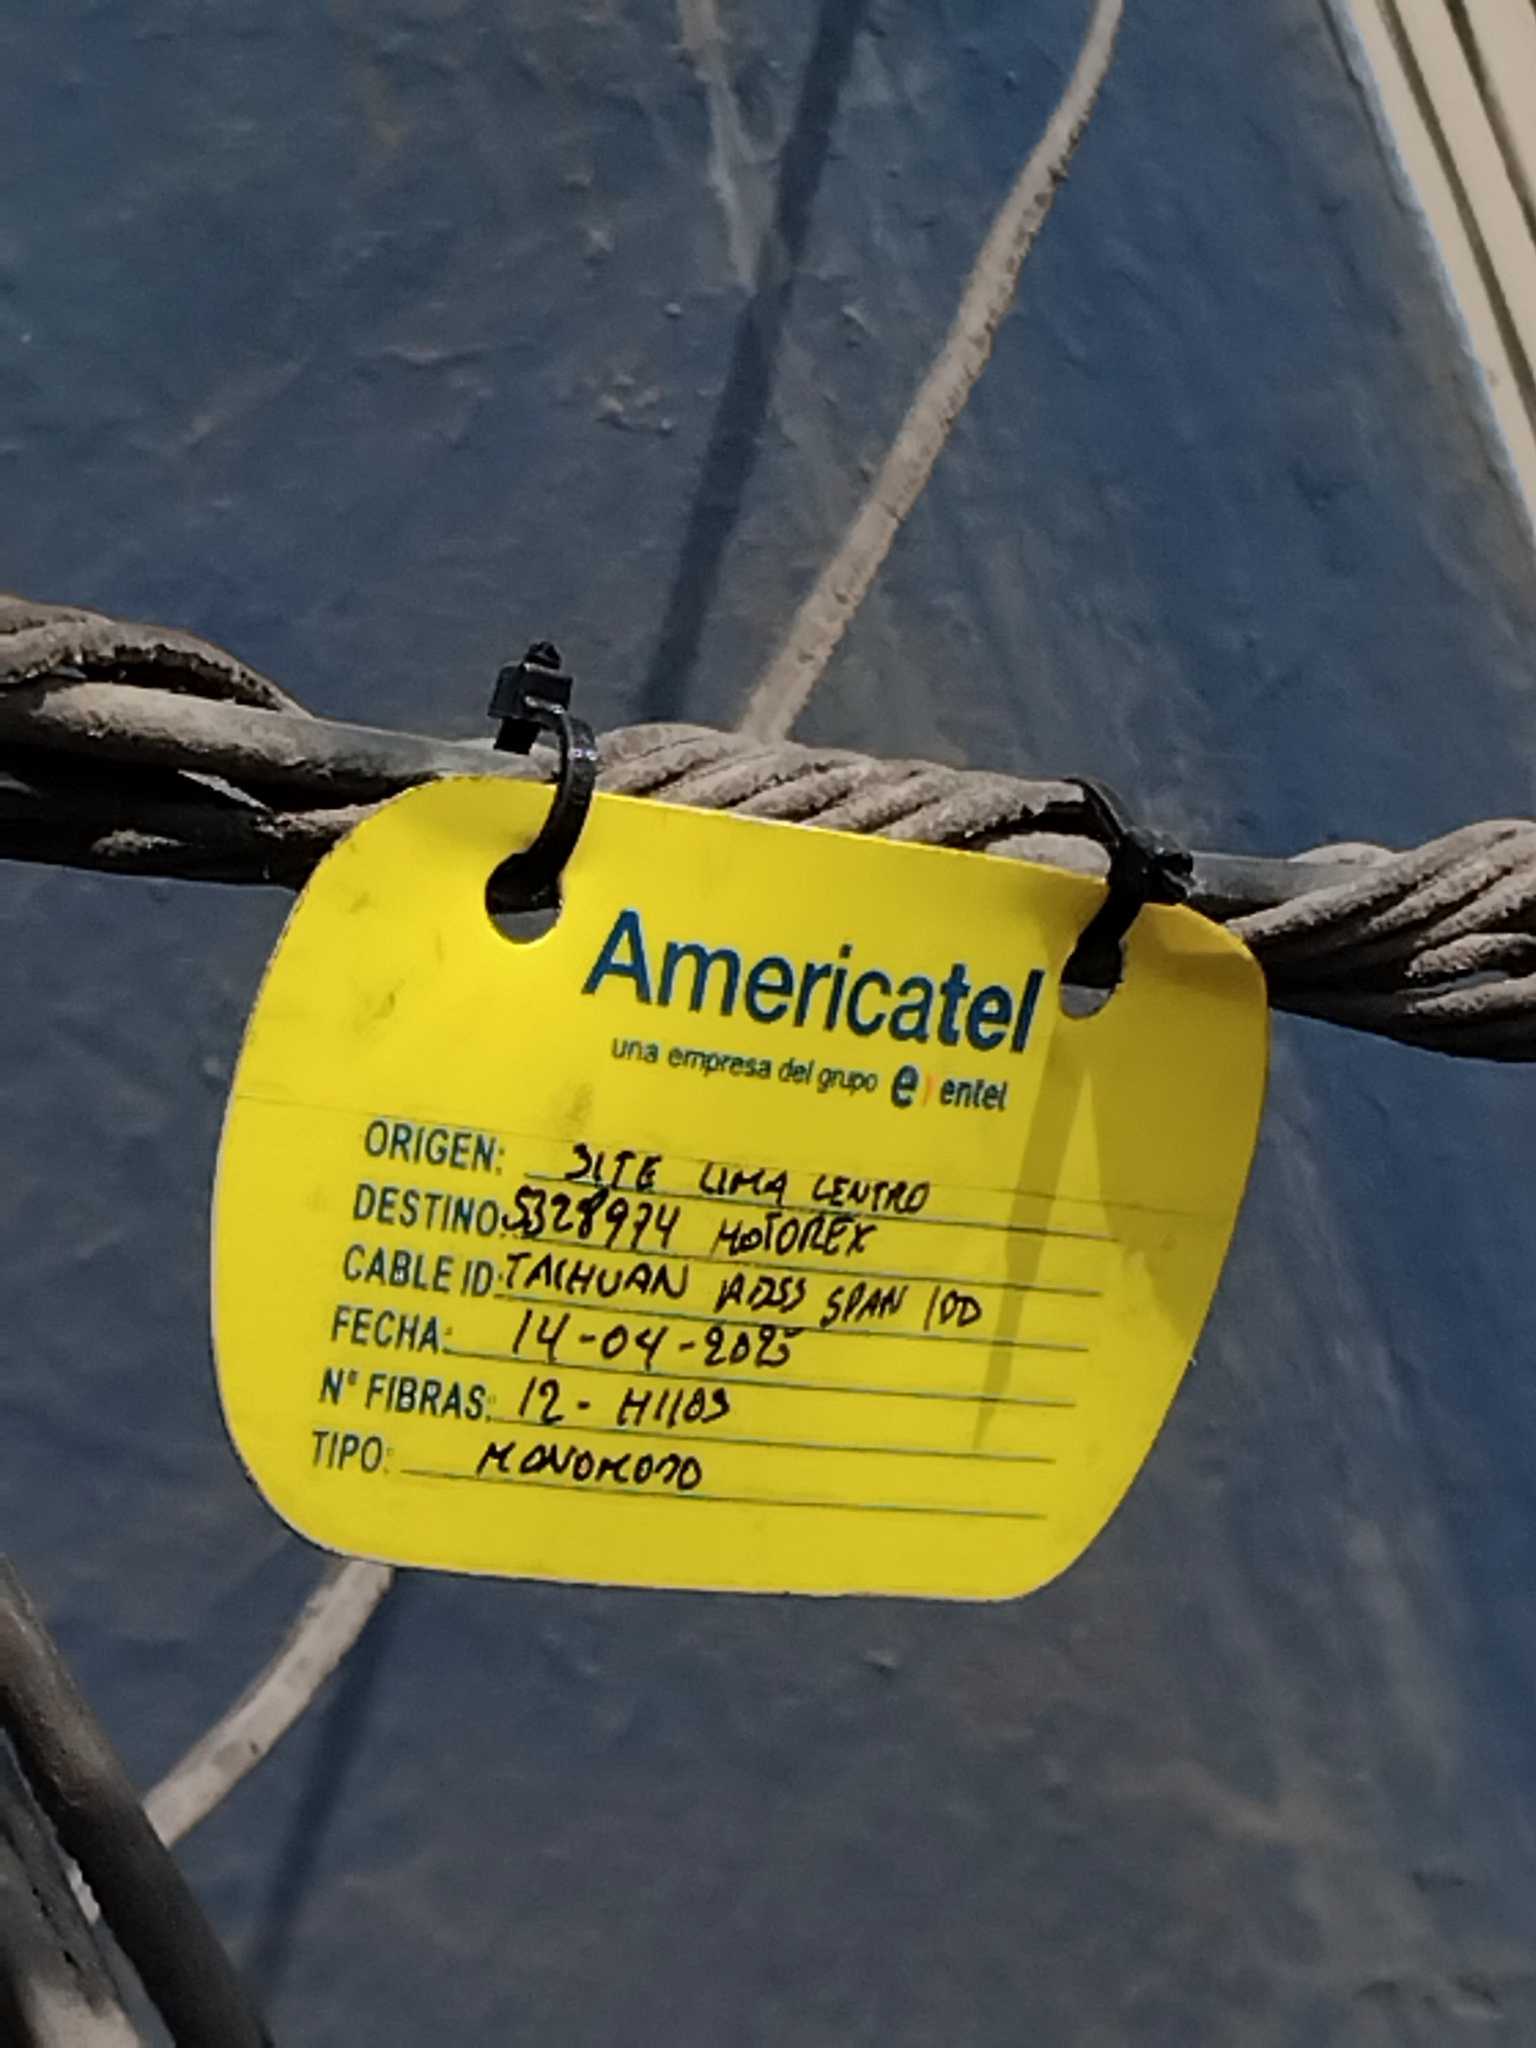 Americatel
una empresa del grupo e) entel
ORIGEN: SITE LIMA CENTRO
DESTINO: 5328974 MOTOREX
CABLE ID: TAIHUAN ADSS SPAN 100
FECHA: 14-04-2025
N° FIBRAS: 12 - HILOS
TIPO: MONOMODO